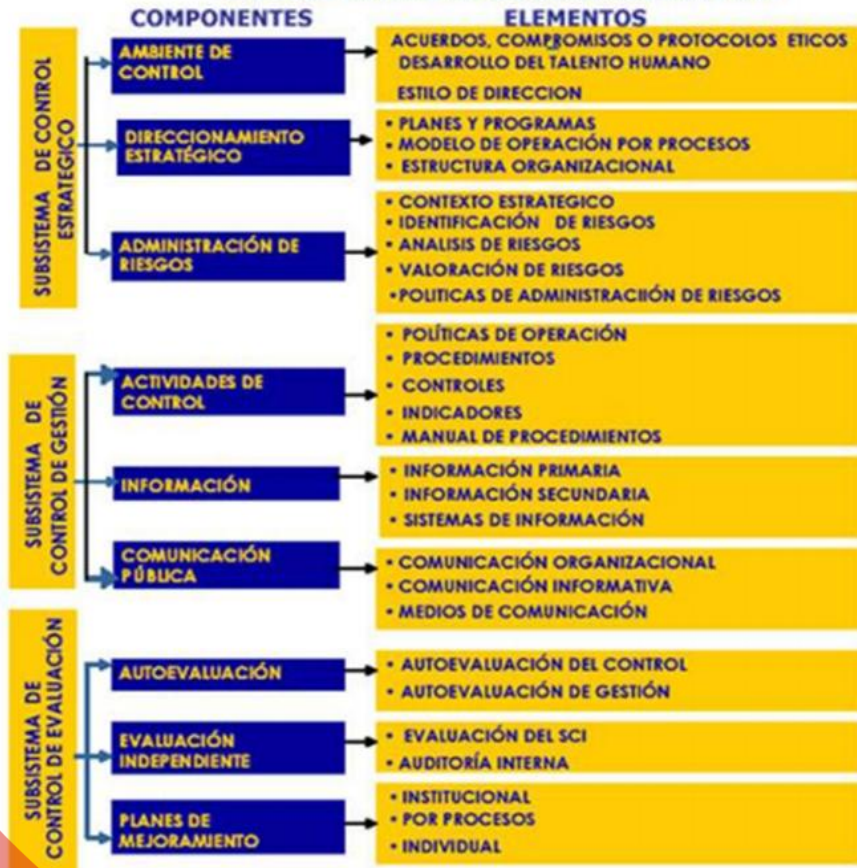 COMPONENTES
ELEMENTOS
SUBSISTEMA DE CONTROL
ESTRATEGICO
AMBIENTE DE
CONTROL
ACUERDOS, COMPROMISOS O PROTOCOLOS ETICOS
DESARROLLO DEL TALENTO HUMANO
ESTILO DE DIRECCION
DIRECCIONAMIENTO
ESTRATÉGICO
• PLANES Y PROGRAMAS
• MODELO DE OPERACIÓN POR PROCESOS
• ESTRUCTURA ORGANIZACIONAL
ADMINISTRACIÓN DE
RIESGOS
• CONTEXTO ESTRATEGICO
• IDENTIFICACIÓN DE RIESGOS
• ANALISIS DE RIESGOS
• VALORACIÓN DE RIESGOS
•POLITICAS DE ADMINISTRACIIÓN DE RIESGOS
SUBSISTEMA DE
CONTROL DE GESTIÓN
ACTIVIDADES DE
CONTROL
• POLÍTICAS DE OPERACIÓN
• PROCEDIMIENTOS
• CONTROLES
• INDICADORES
• MANUAL DE PROCEDIMIENTOS
INFORMACIÓN
• INFORMACIÓN PRIMARIA
• INFORMACIÓN SECUNDARIA
• SISTEMAS DE INFORMACIÓN
COMUNICACIÓN
PÚBLICA
• COMUNICACIÓN ORGANIZACIONAL
• COMUNICACIÓN INFORMATIVA
• MEDIOS DE COMUNICACIÓN
SUBSISTEMA DE
CONTROL DE EVALUACIÓN
AUTOEVALUACIÓN
• AUTOEVALUACIÓN DEL CONTROL
• AUTOEVALUACIÓN DE GESTIÓN
EVALUACIÓN
INDEPENDIENTE
• EVALUACIÓN DEL SCI
• AUDITORÍA INTERNA
PLANES DE
MEJORAMIENTO
• INSTITUCIONAL
• POR PROCESOS
• INDIVIDUAL